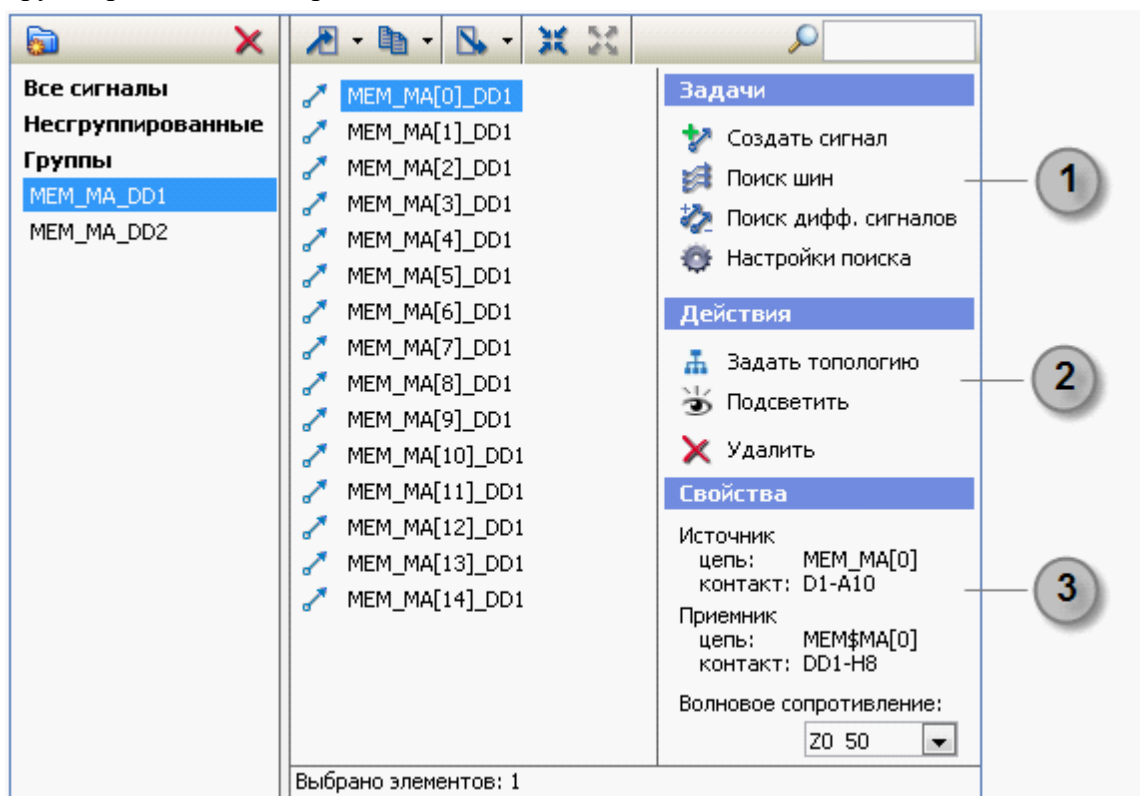 Все сигналы
Несгруппированные
Группы
MEM_MA_DD1
MEM_MA_DD2
MEM_MA[0]_DD1
MEM_MA[1]_DD1
MEM_MA[2]_DD1
MEM_MA[3]_DD1
MEM_MA[4]_DD1
MEM_MA[5]_DD1
MEM_MA[6]_DD1
MEM_MA[7]_DD1
MEM_MA[8]_DD1
MEM_MA[9]_DD1
MEM_MA[10]_DD1
MEM_MA[11]_DD1
MEM_MA[12]_DD1
MEM_MA[13]_DD1
MEM_MA[14]_DD1
Выбрано элементов: 1
Задачи
Создать сигнал
Поиск шин
Поиск дифф. сигналов
Настройки поиска
1
Действия
Задать топологию
Подсветить
Удалить
2
Свойства
Источник
цепь: MEM_MA[0]
контакт: D1-A10
Приемник
цепь: MEM$MA[0]
контакт: DD1-H8
3
Волновое сопротивление:
Z0 50